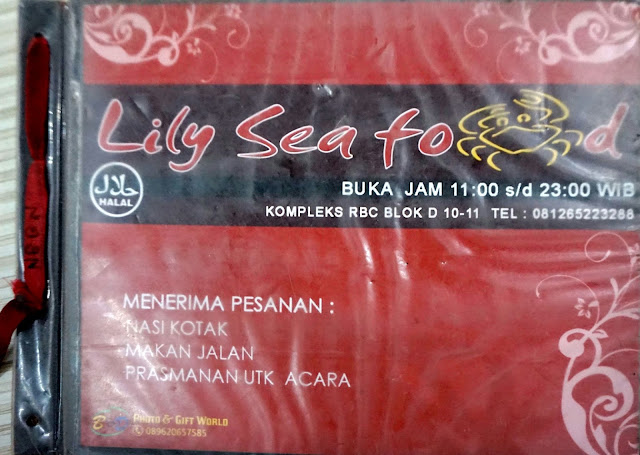 Lily Sea food
حلال
HALAL
BUKA JAM 11:00 s/d 23:00 WIB
KOMPLEKS RBC BLOK D 10-11 TEL : 081265223288
MENERIMA PESANAN :
NASI KOTAK
MAKAN JALAN
PRASMANAN UTK ACARA
PHOTO & GIFT WORLD
089620657585